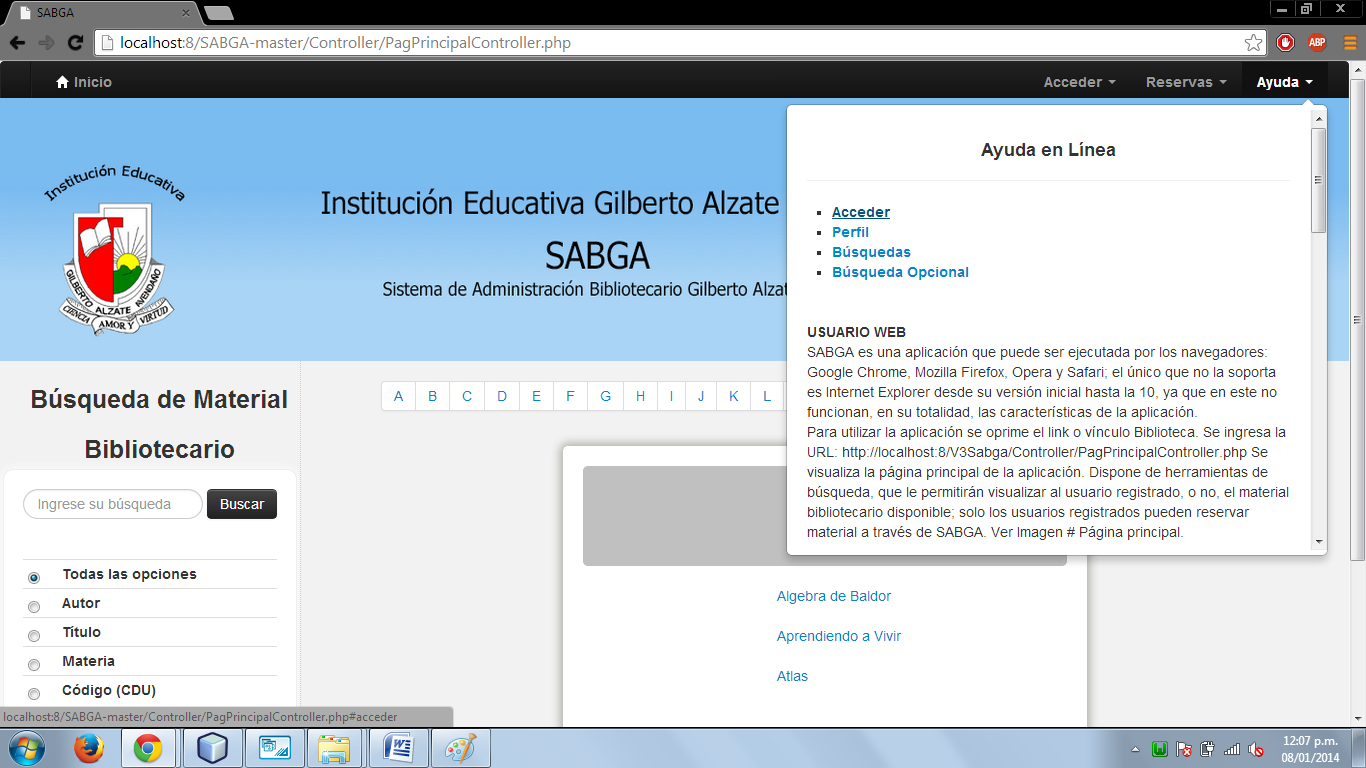 SABGA
localhost:8/SABGA-master/Controller/PagPrincipalController.php
ABP
Inicio
Acceder
Reservas
Ayuda
Institución Educativa
GILBERTO ALZATE AVENDAÑO
CIENCIA AMOR Y VIRTUD
Institución Educativa Gilberto Alzate
SABGA
Sistema de Administración Bibliotecario Gilberto Alzat
Ayuda en Línea
Acceder
Perfil
Búsquedas
Búsqueda Opcional
USUARIO WEB
SABGA es una aplicación que puede ser ejecutada por los navegadores:
Google Chrome, Mozilla Firefox, Opera y Safari; el único que no la soporta
es Internet Explorer desde su versión inicial hasta la 10, ya que en este no
funcionan, en su totalidad, las características de la aplicación.
Para utilizar la aplicación se oprime el link o vínculo Biblioteca. Se ingresa la
URL: http://localhost:8/V3Sabga/Controller/PagPrincipalController.php Se
visualiza la página principal de la aplicación. Dispone de herramientas de
búsqueda, que le permitirán visualizar al usuario registrado, o no, el material
bibliotecario disponible; solo los usuarios registrados pueden reservar
material a través de SABGA. Ver Imagen # Página principal.
Búsqueda de Material
Bibliotecario
Ingrese su búsqueda
Buscar
Todas las opciones
Autor
Título
Materia
Código (CDU)
A B C D E F G H I J K L
Algebra de Baldor
Aprendiendo a Vivir
Atlas
localhost:8/SABGA-master/Controller/PagPrincipalController.php#acceder
12:07 p.m.
08/01/2014